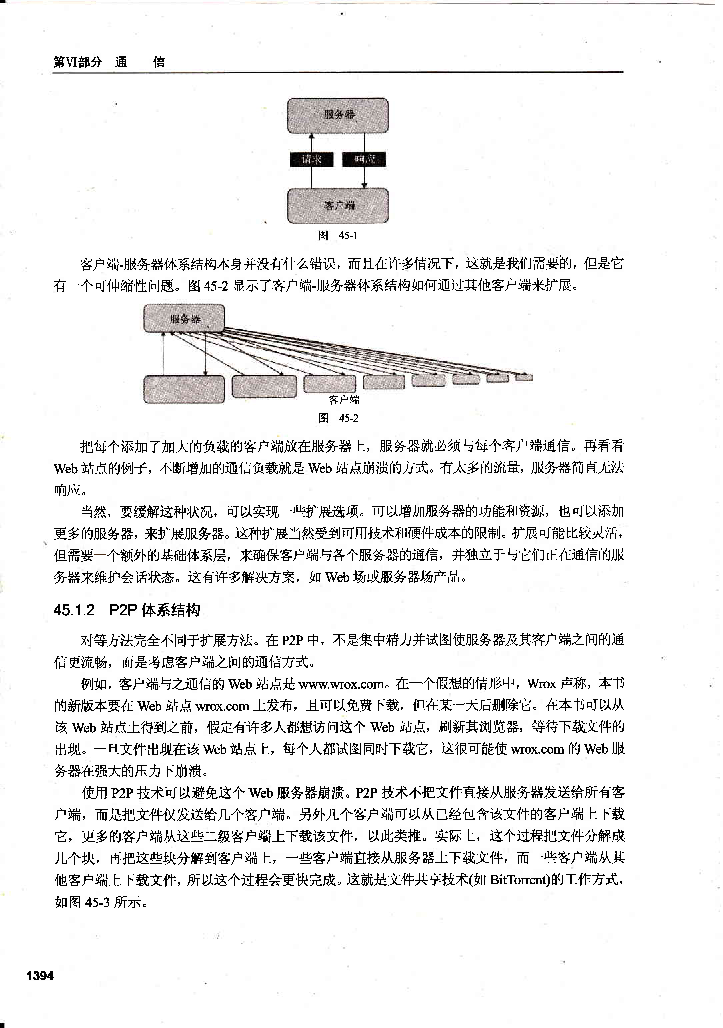 第VI部分 通 信
服务器
请求 响应
客户端
图 45-1
客户端-服务器体系结构本身并没有什么错误，而且在许多情况下，这就是我们需要的，但是它
有一个可伸缩性问题。图 45-2 显示了客户端-服务器体系结构如何通过其他客户端来扩展。
服务器
客户端
图 45-2
把每个添加了加大的负载的客户端放在服务器上，服务器就必须与每个客户端通信。再看看
Web 站点的例子，不断增加的通信负载就是 Web 站点崩溃的方式。有太多的流量，服务器简直无法
响应。
当然，要缓解这种状况，可以实现一些扩展选项。可以增加服务器的功能和资源，也可以添加
更多的服务器，来扩展服务器。这种扩展当然受到可用技术和硬件成本的限制。扩展可能比较灵活，
但需要一个额外的基础体系层，来确保客户端与各个服务器的通信，并独立于与它们正在通信的服
务器来维护会话状态。这有许多解决方案，如 Web 场或服务器场产品。
45.1.2 P2P 体系结构
对等方法完全不同于扩展方法。在 P2P 中，不是集中精力并试图使服务器及其客户端之间的通
信更流畅，而是考虑客户端之间的通信方式。
例如，客户端与之通信的 Web 站点是 www.wrox.com。在一个假想的情形中，Wrox 声称，本书
的新版本要在 Web 站点 wrox.com 上发布，且可以免费下载，但在某一天后删除它。在本书可以从
该 Web 站点上得到之前，假定有许多人都想访问这个 Web 站点，刷新其浏览器，等待下载文件的
出现。一旦文件出现在该 Web 站点上，每个人都试图同时下载它，这很可能使 wrox.com 的 Web 服
务器在强大的压力下崩溃。
使用 P2P 技术可以避免这个 Web 服务器崩溃。P2P 技术不把文件直接从服务器发送给所有客
户端，而是把文件仅发送给几个客户端。另外几个客户端可以从已经包含该文件的客户端上下载
它，更多的客户端从这些二级客户端上下载该文件，以此类推。实际上，这个过程把文件分解成
几个块，再把这些块分解到客户端上，一些客户端直接从服务器上下载文件，而一些客户端从其
他客户端上下载文件，所以这个过程会更快完成。这就是文件共享技术(如 BitTorrent)的工作方式，
如图 45-3 所示。
1394